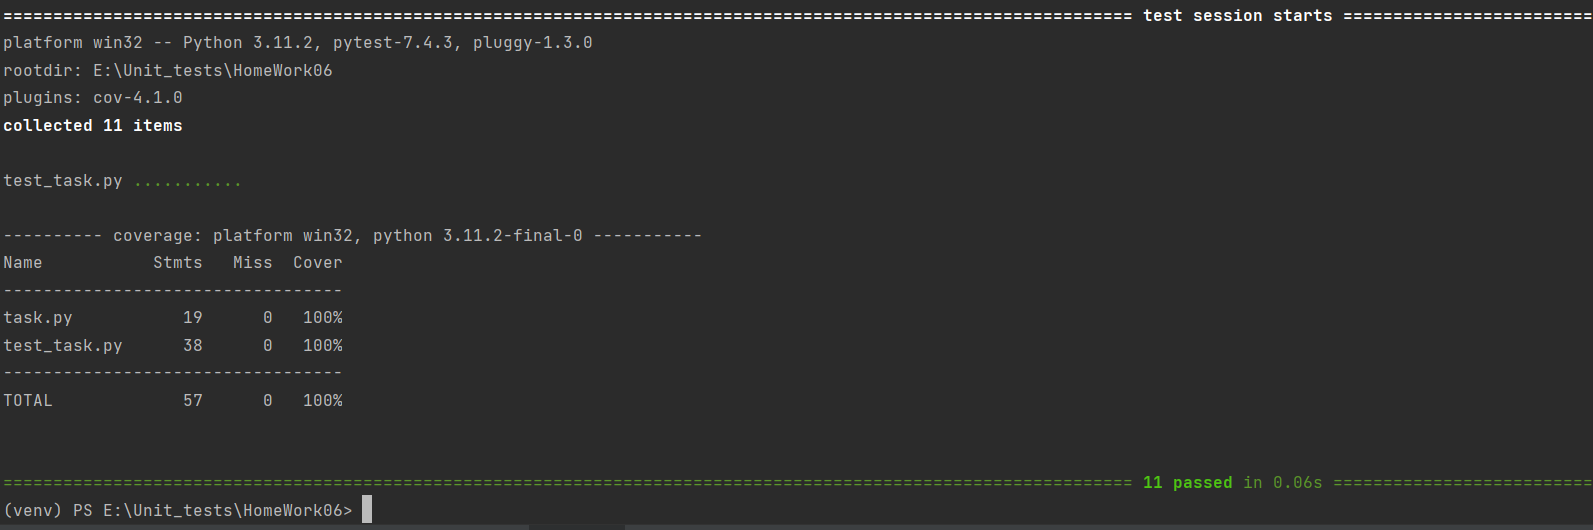 ================================================================================================================= test session starts =========================
platform win32 -- Python 3.11.2, pytest-7.4.3, pluggy-1.3.0
rootdir: E:\Unit_tests\HomeWork06
plugins: cov-4.1.0
collected 11 items
test_task.py ...........
---------- coverage: platform win32, python 3.11.2-final-0 -----------
Name           Stmts   Miss  Cover
----------------------------------
task.py           19      0   100%
test_task.py      38      0   100%
----------------------------------
TOTAL             57      0   100%
================================================================================================================= 11 passed in 0.06s ==========================
(venv) PS E:\Unit_tests\HomeWork06>